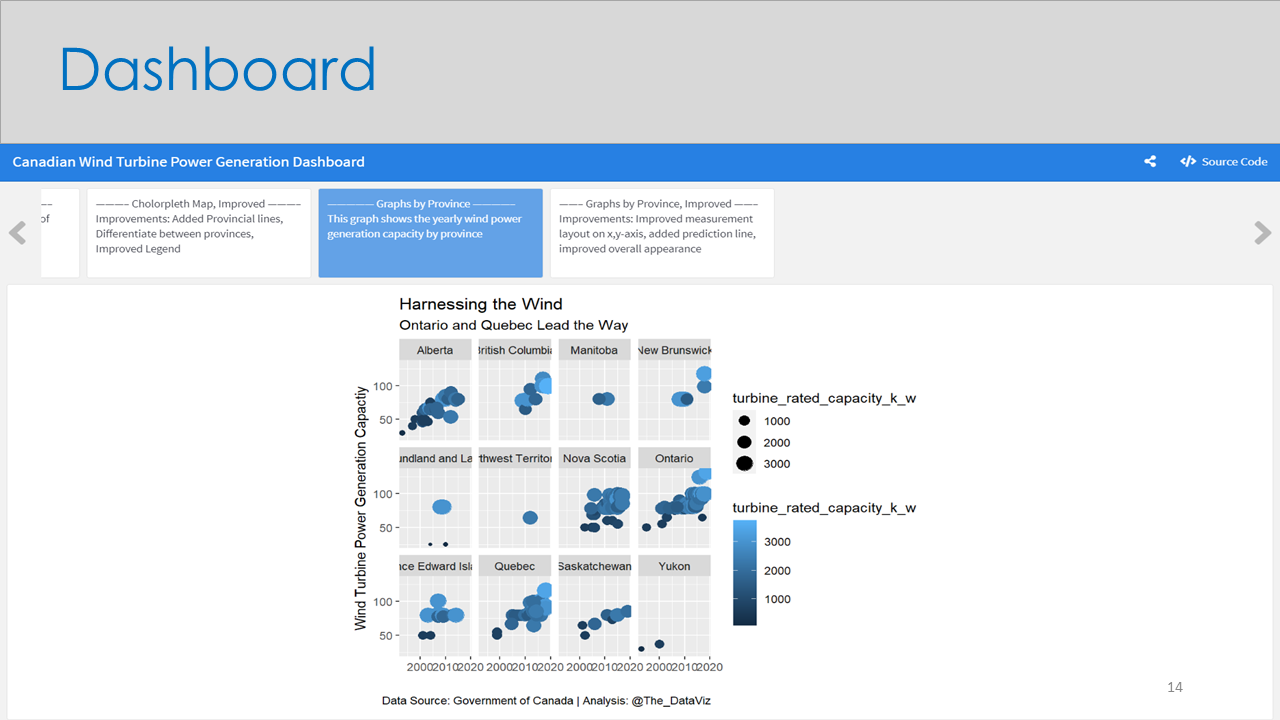 Dashboard
Canadian Wind Turbine Power Generation Dashboard
Source Code
of
———– Cholorpleth Map, Improved ———–
Improvements: Added Provincial lines,
Differentiate between provinces,
Improved Legend
————— Graphs by Province ————–
This graph shows the yearly wind power
generation capacity by province
——– Graphs by Province, Improved ——–
Improvements: Improved measurement
layout on x,y-axis, added prediction line,
improved overall appearance
Harnessing the Wind
Ontario and Quebec Lead the Way
Wind Turbine Power Generation Capactiy
Alberta
British Columbia
Manitoba
New Brunswick
100
50
undland and La
rthwest Territor
Nova Scotia
Ontario
100
50
nce Edward Isla
Quebec
Saskatchewan
Yukon
100
50
2000 2010 2020 2000 2010 2020 2000 2010 2020 2000 2010 2020
turbine_rated_capacity_k_w
1000
2000
3000
turbine_rated_capacity_k_w
3000
2000
1000
Data Source: Government of Canada | Analysis: @The_DataViz
14